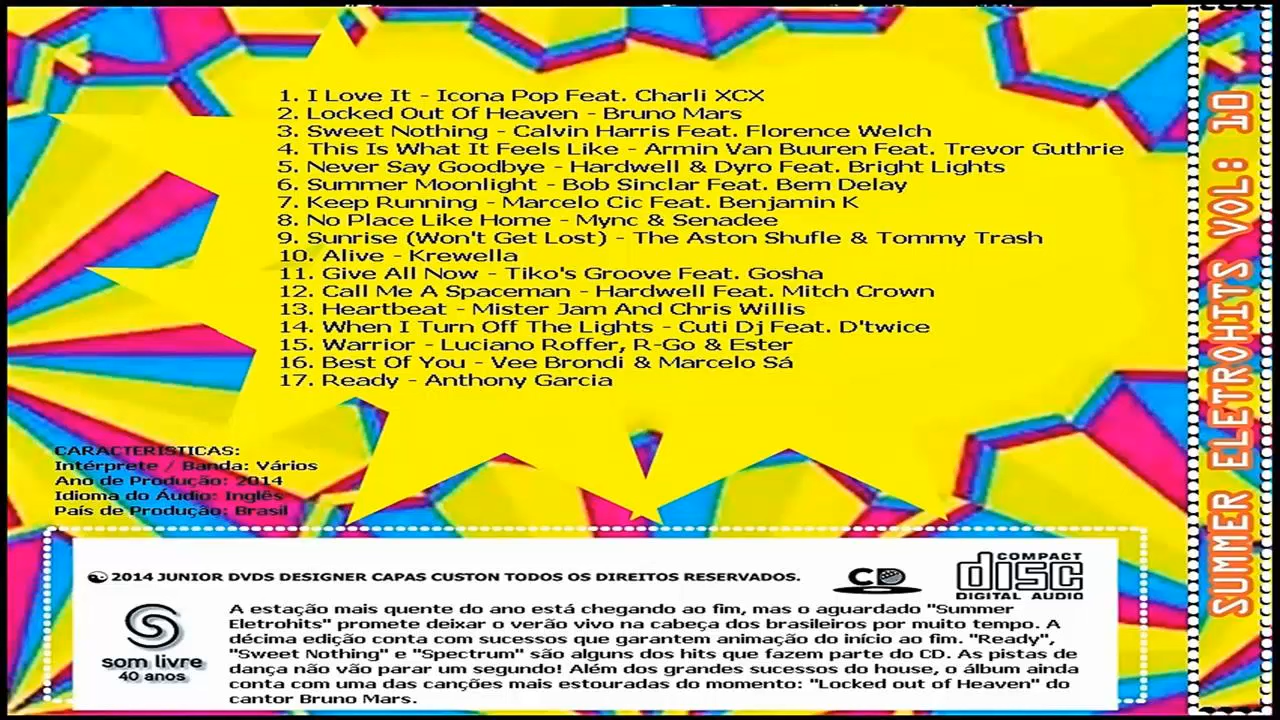 1. I Love It - Icona Pop Feat. Charli XCX
2. Locked Out Of Heaven - Bruno Mars
3. Sweet Nothing - Calvin Harris Feat. Florence Welch
4. This Is What It Feels Like - Armin Van Buuren Feat. Trevor Guthrie
5. Never Say Goodbye - Hardwell & Dyro Feat. Bright Lights
6. Summer Moonlight - Bob Sinclar Feat. Bem Delay
7. Keep Running - Marcelo Cic Feat. Benjamin K
8. No Place Like Home - Mync & Senadee
9. Sunrise (Won't Get Lost) - The Aston Shufle & Tommy Trash
10. Alive - Krewella
11. Give All Now - Tiko's Groove Feat. Gosha
12. Call Me A Spaceman - Hardwell Feat. Mitch Crown
13. Heartbeat - Mister Jam And Chris Willis
14. When I Turn Off The Lights - Cuti Dj Feat. D'twice
15. Warrior - Luciano Roffer, R-Go & Ester
16. Best Of You - Vee Brondi & Marcelo Sá
17. Ready - Anthony Garcia
CARACTERÍSTICAS:
Intérprete / Banda: Vários
Ano de Produção: 2014
Idioma do Áudio: Inglês
País de Produção: Brasil
2014 JUNIOR DVDS DESIGNER CAPAS CUSTON TODOS OS DIREITOS RESERVADOS.
CD
COMPACT
disc
DIGITAL AUDIO
som livre
40 anos
A estação mais quente do ano está chegando ao fim, mas o aguardado "Summer
Eletrohits" promete deixar o verão vivo na cabeça dos brasileiros por muito tempo. A
décima edição conta com sucessos que garantem animação do início ao fim. "Ready",
"Sweet Nothing" e "Spectrum" são alguns dos hits que fazem parte do CD. As pistas de
dança não vão parar um segundo! Além dos grandes sucessos do house, o álbum ainda
conta com uma das canções mais estouradas do momento: "Locked out of Heaven" do
cantor Bruno Mars.
SUMMER ELETROHITS VOL: 10